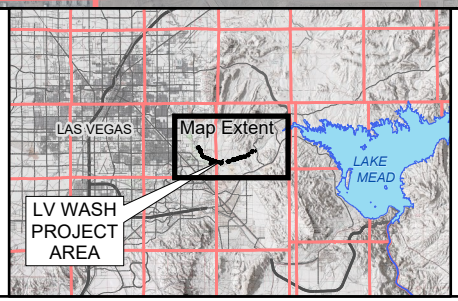 LAS VEGAS
Map Extent
LAKE
MEAD
LV WASH
PROJECT
AREA